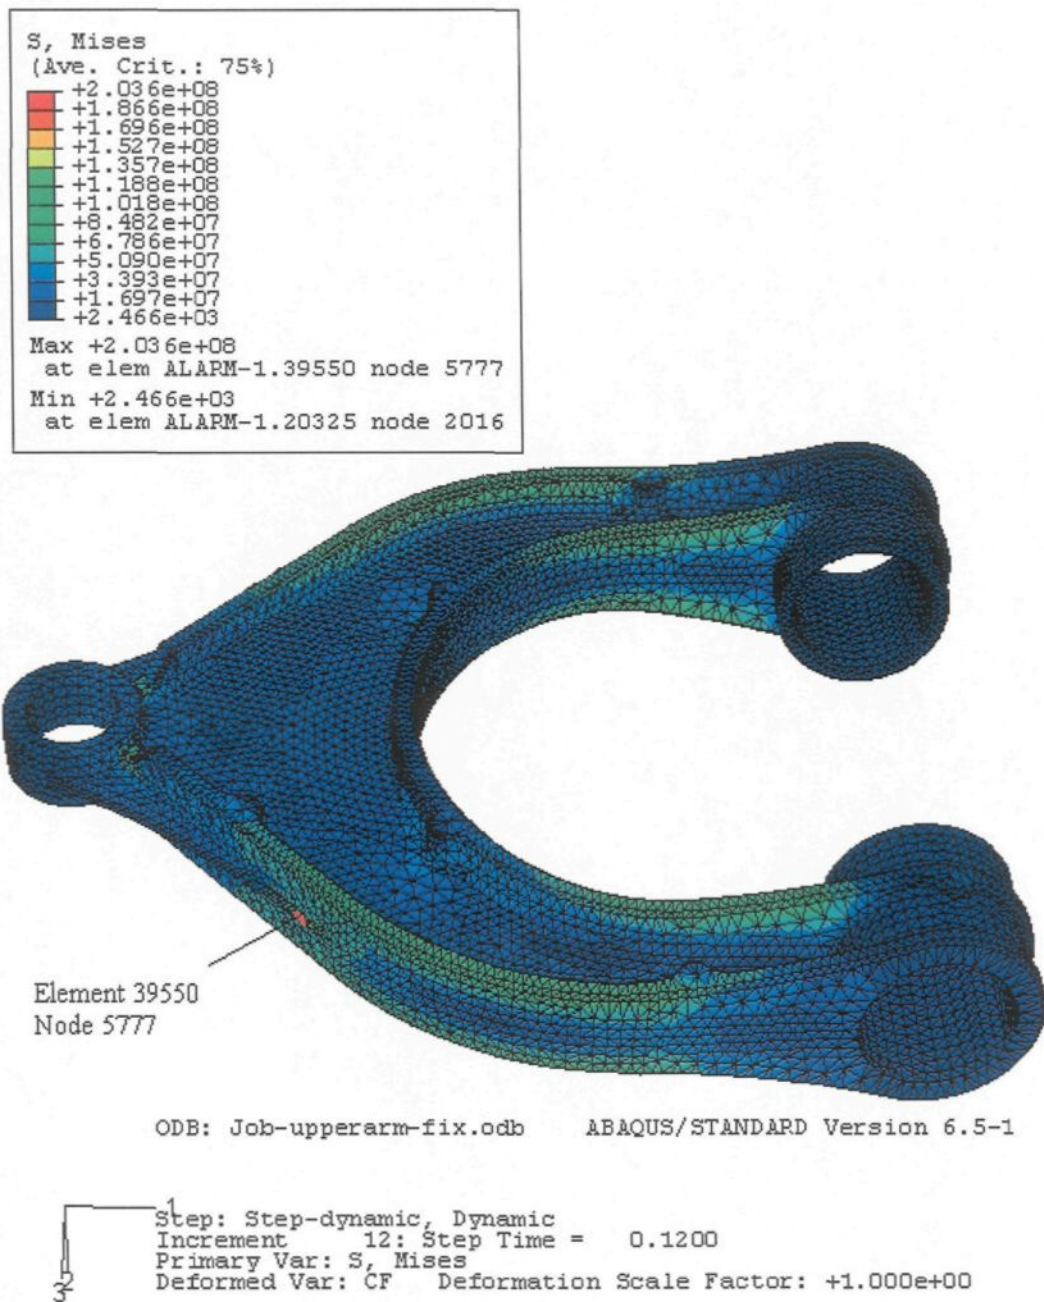 S, Mises
(Ave. Crit.: 75%)
+2.036e+08
+1.866e+08
+1.696e+08
+1.527e+08
+1.357e+08
+1.188e+08
+1.018e+08
+8.482e+07
+6.786e+07
+5.090e+07
+3.393e+07
+1.697e+07
+2.466e+03
Max +2.036e+08
at elem ALARM-1.39550 node 5777
Min +2.466e+03
at elem ALARM-1.20325 node 2016
Element 39550
Node 5777
ODB: Job-upperarm-fix.odb ABAQUS/STANDARD Version 6.5-1
1
Step: Step-dynamic, Dynamic
Increment 12: Step Time = 0.1200
Primary Var: S, Mises
Deformed Var: CF Deformation Scale Factor: +1.000e+00
2
3